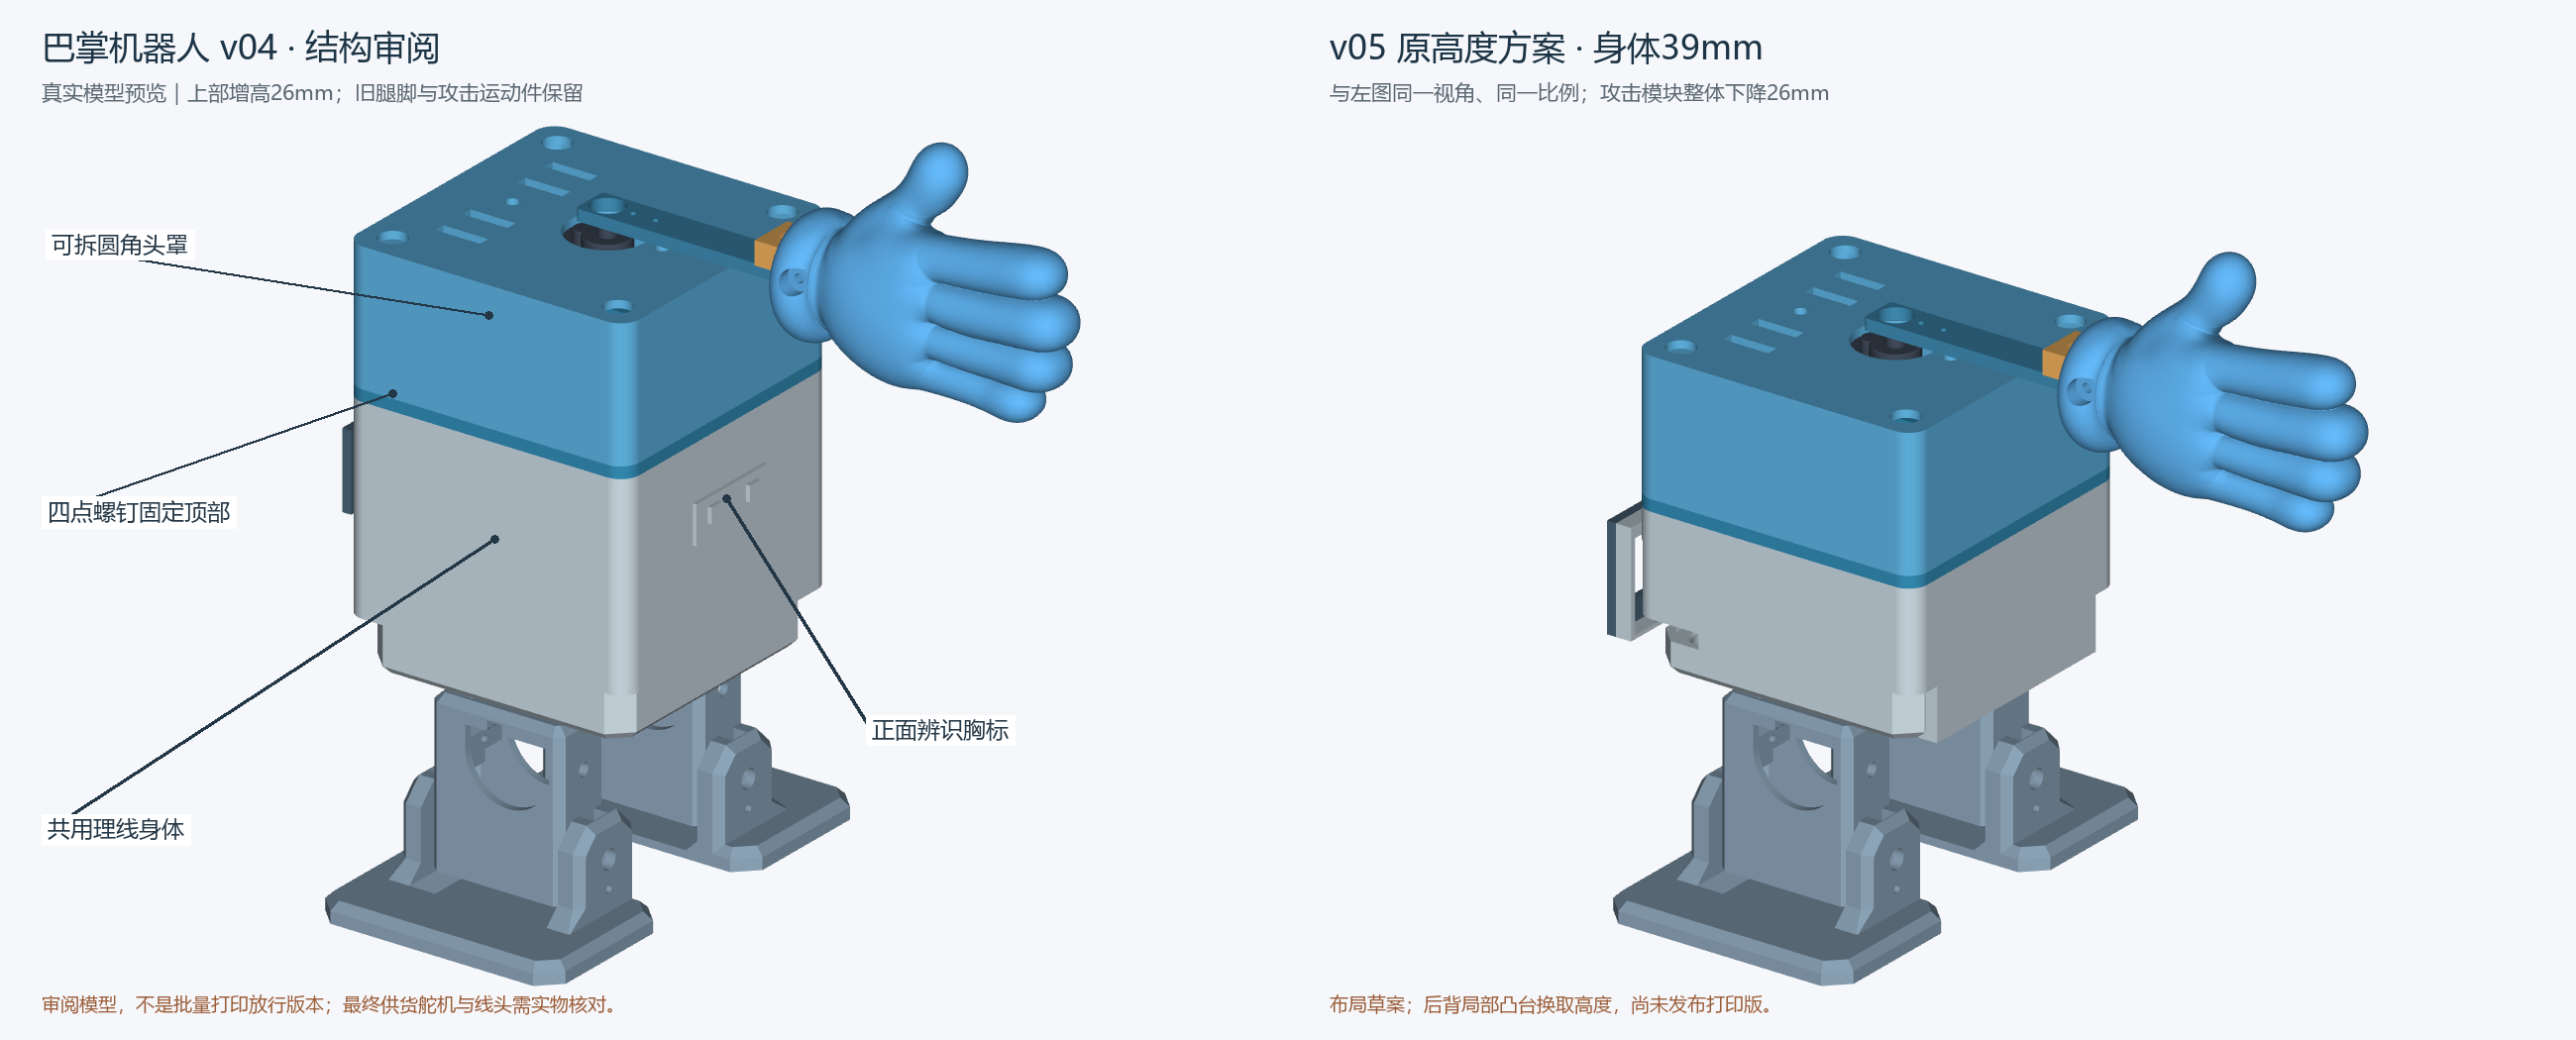 巴掌机器人 v04 · 结构审阅
真实模型预览 | 上部增高26mm；旧腿脚与攻击运动件保留
可拆圆角头罩
四点螺钉固定顶部
正面辨识胸标
共用理线身体
审阅模型，不是批量打印放行版本；最终供货舵机与线头需实物核对。
v05 原高度方案 · 身体39mm
与左图同一视角、同一比例；攻击模块整体下降26mm
布局草案；后背局部凸台换取高度，尚未发布打印版。